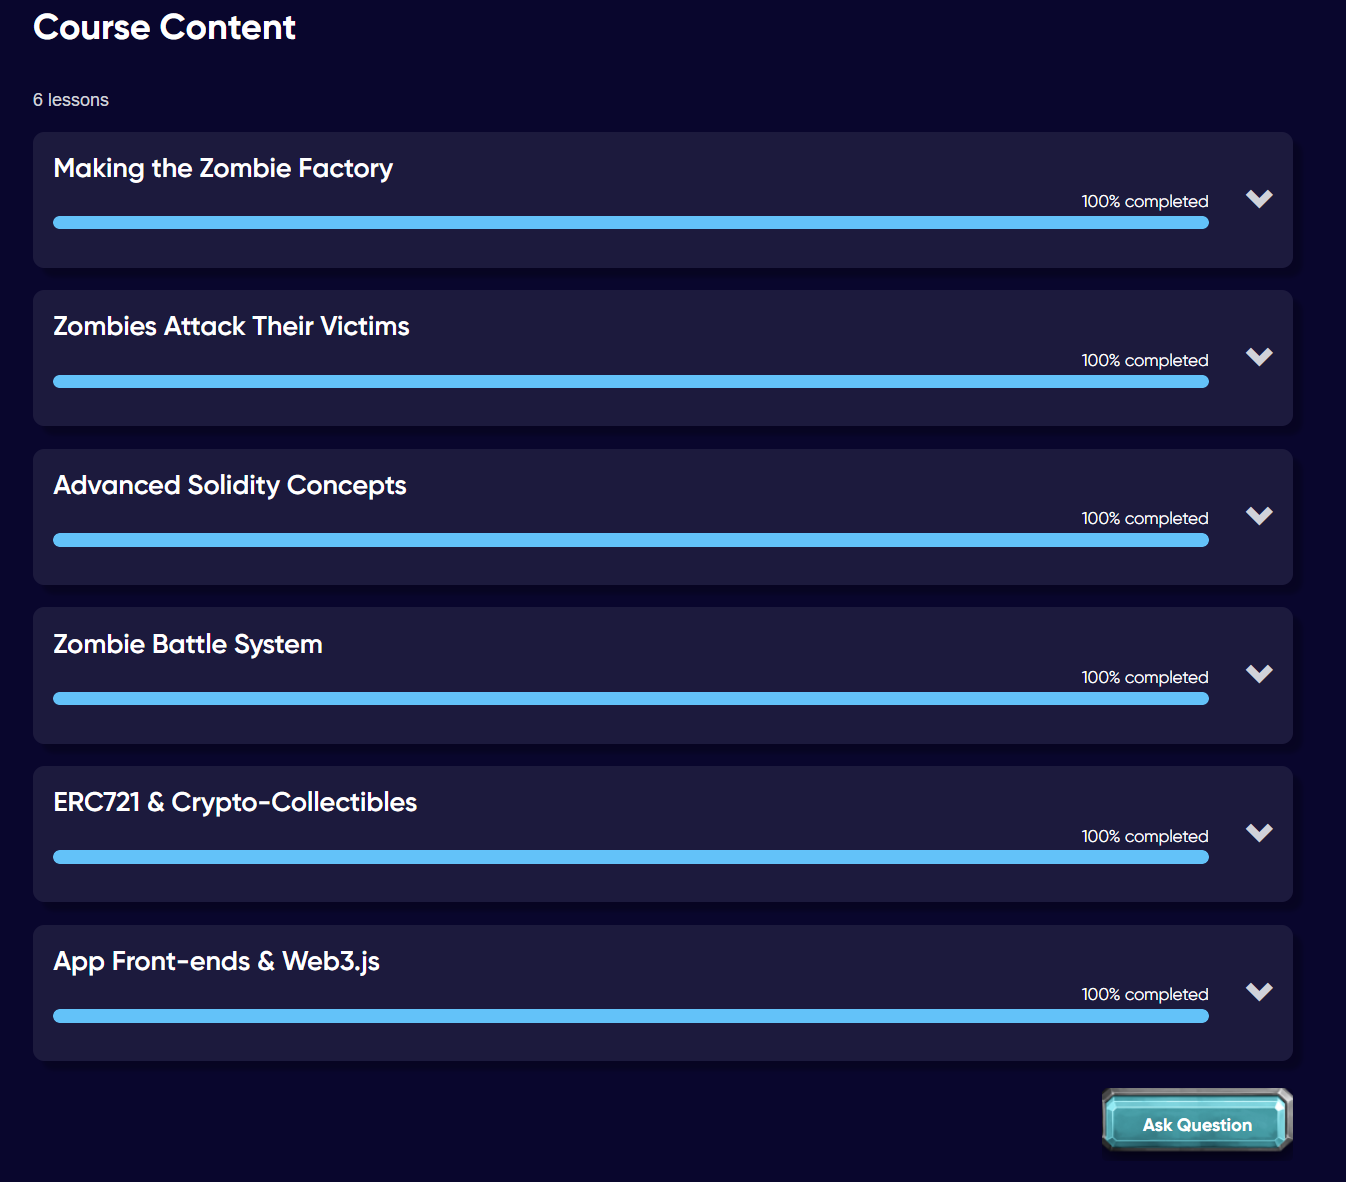 Course Content
6 lessons
Making the Zombie Factory
100% completed
Zombies Attack Their Victims
100% completed
Advanced Solidity Concepts
100% completed
Zombie Battle System
100% completed
ERC721 & Crypto-Collectibles
100% completed
App Front-ends & Web3.js
100% completed
Ask Question